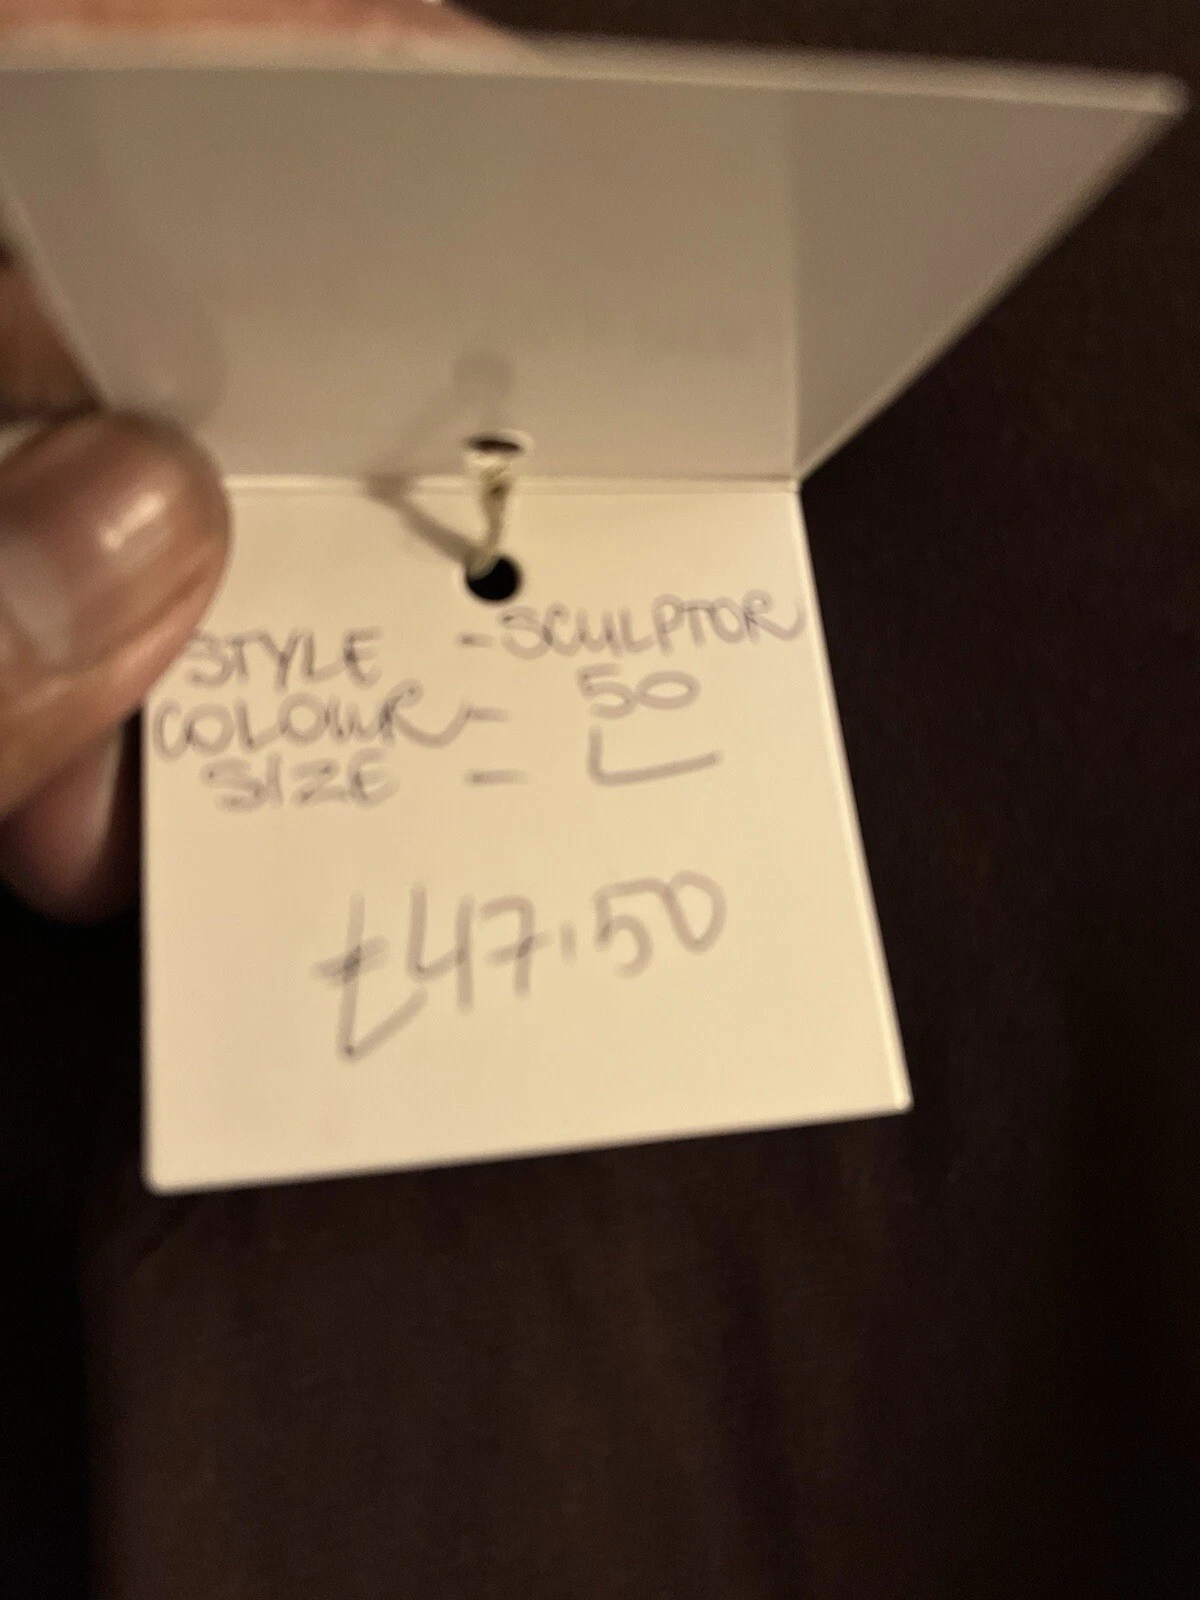 STYLE - SCULPTOR
COLOUR - 50
SIZE - L
£47.50